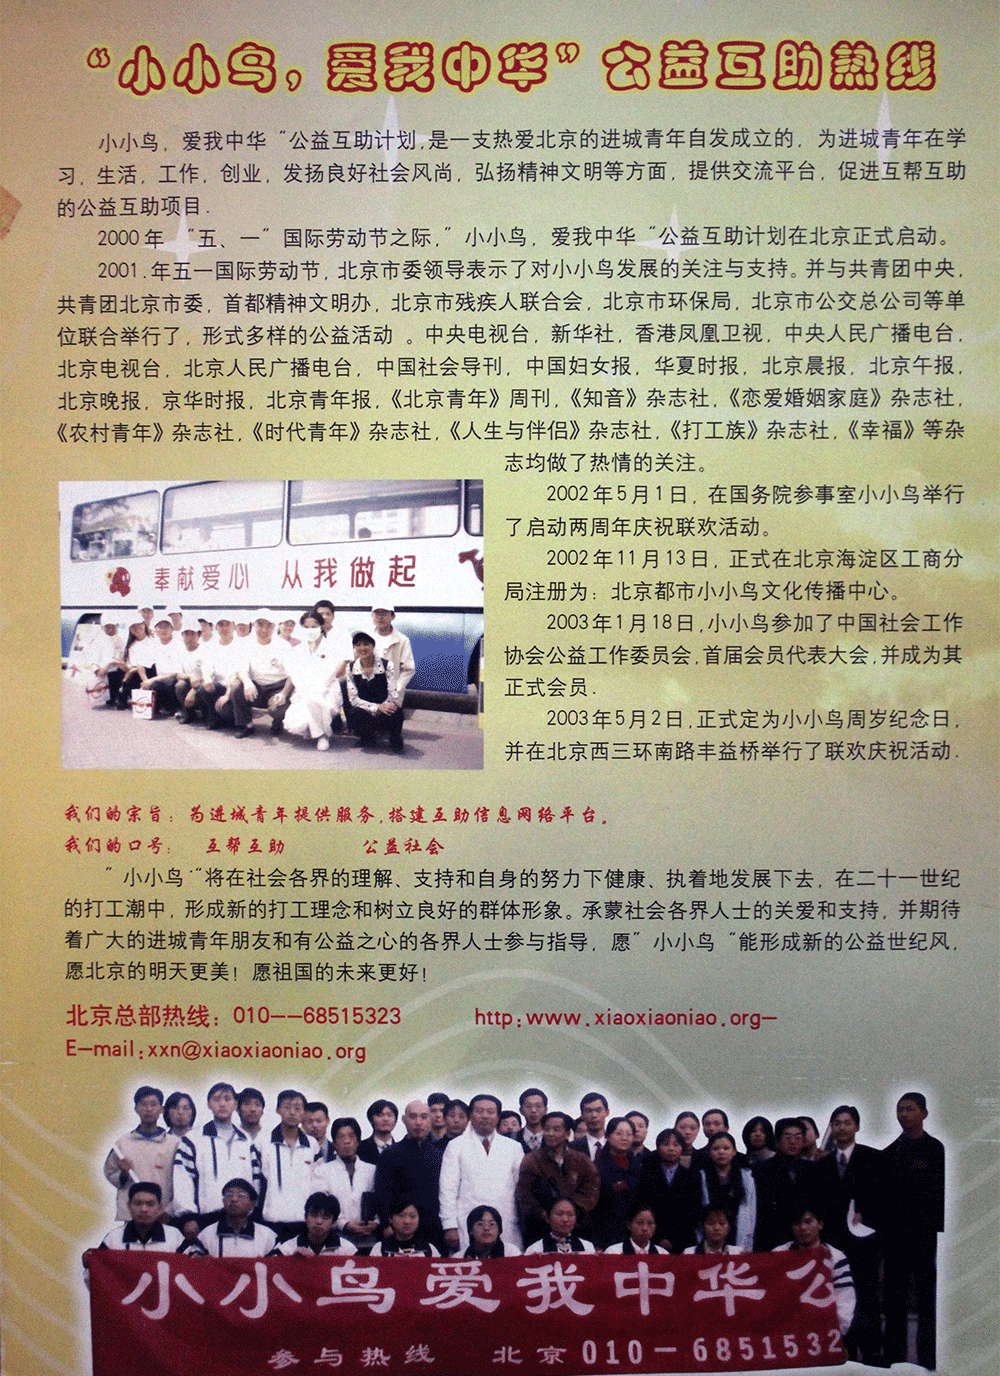 “小小鸟，爱我中华”公益互助热线
小小鸟，爱我中华“公益互助计划，是一支热爱北京的进城青年自发成立的，为进城青年在学
习，生活，工作，创业，发扬良好社会风尚，弘扬精神文明等方面，提供交流平台，促进互帮互助
的公益互助项目.
2000年 “五、一”国际劳动节之际，”小小鸟，爱我中华“公益互助计划在北京正式启动。
2001.年五一国际劳动节，北京市委领导表示了对小小鸟发展的关注与支持。并与共青团中央，
共青团北京市委，首都精神文明办，北京市残疾人联合会，北京市环保局，北京市公交总公司等单
位联合举行了，形式多样的公益活动 。中央电视台，新华社，香港凤凰卫视，中央人民广播电台，
北京电视台，北京人民广播电台，中国社会导刊，中国妇女报，华夏时报，北京晨报，北京午报，
北京晚报，京华时报，北京青年报，《北京青年》周刊，《知音》杂志社，《恋爱婚姻家庭》杂志社，
《农村青年》杂志社，《时代青年》杂志社，《人生与伴侣》杂志社，《打工族》杂志社，《幸福》等杂
志均做了热情的关注。
2002年5月1日，在国务院参事室小小鸟举行
了启动两周年庆祝联欢活动。
2002年11月13日，正式在北京海淀区工商分
局注册为：北京都市小小鸟文化传播中心。
2003年1月18日，小小鸟参加了中国社会工作
协会公益工作委员会，首届会员代表大会，并成为其
正式会员.
2003年5月2日，正式定为小小鸟周岁纪念日，
并在北京西三环南路丰益桥举行了联欢庆祝活动.
奉献爱心 从我做起
我们的宗旨：为进城青年提供服务，搭建互助信息网络平台。
我们的口号： 互帮互助 公益社会
”小小鸟“将在社会各界的理解、支持和自身的努力下健康、执着地发展下去，在二十一世纪
的打工潮中，形成新的打工理念和树立良好的群体形象。承蒙社会各界人士的关爱和支持，并期待
着广大的进城青年朋友和有公益之心的各界人士参与指导，愿”小小鸟“能形成新的公益世纪风，
愿北京的明天更美！愿祖国的未来更好！
北京总部热线：010--68515323 http:www.xiaoxiaoniao.org-
E-mail:xxn@xiaoxiaoniao.org
小小鸟爱我中华公
参与热线 北京010-6851532